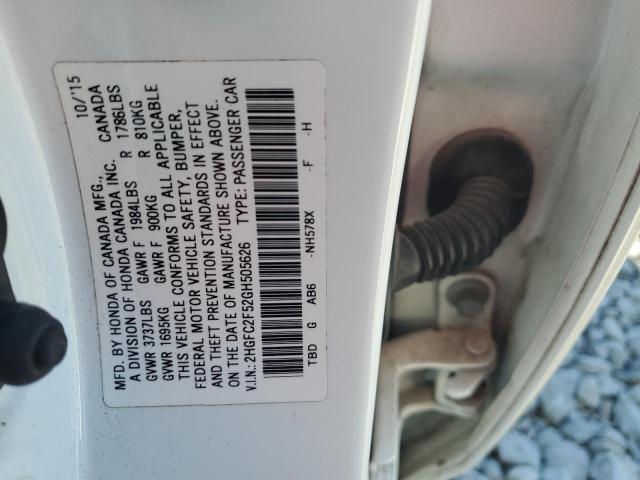 MFD. BY HONDA OF CANADA MFG., 10/'15
A DIVISION OF HONDA CANADA INC. CANADA
GVWR 3737LBS GAWR F 1984LBS R 1786LBS
GVWR 1695KG GAWR F 900KG R 810KG
THIS VEHICLE CONFORMS TO ALL APPLICABLE
FEDERAL MOTOR VEHICLE SAFETY, BUMPER,
AND THEFT PREVENTION STANDARDS IN EFFECT
ON THE DATE OF MANUFACTURE SHOWN ABOVE.
V.I.N.: 2HGFC2F52GH505626 TYPE: PASSENGER CAR
TBD G AB6 -NH578X -F -H